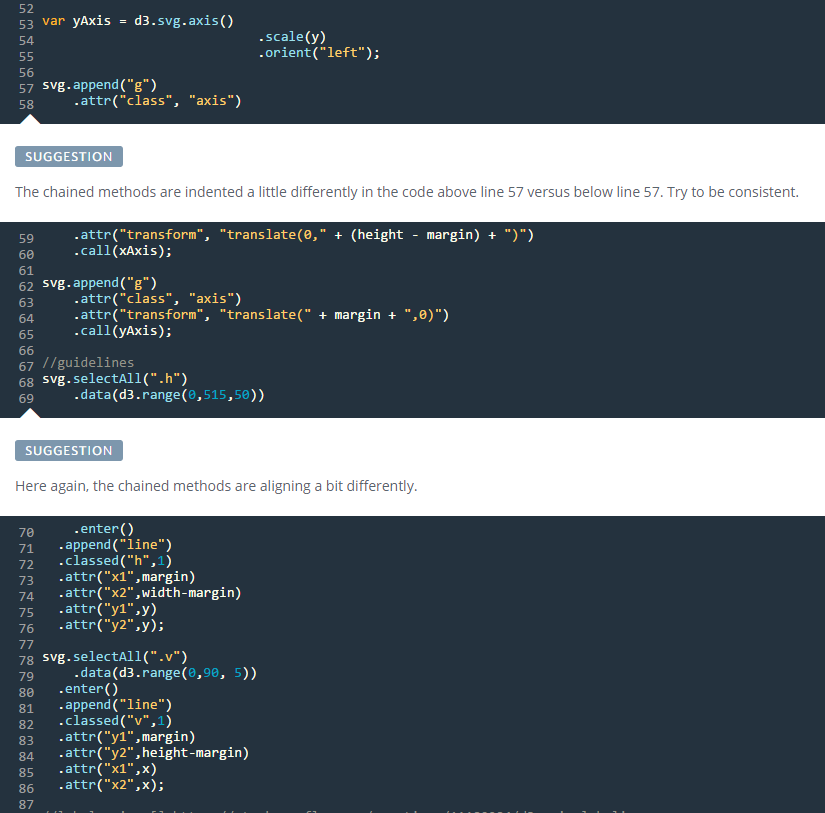 52
53 var yAxis = d3.svg.axis()
54                             .scale(y)
55                             .orient("left");
56
57 svg.append("g")
58     .attr("class", "axis")
SUGGESTION
The chained methods are indented a little differently in the code above line 57 versus below line 57. Try to be consistent.
59     .attr("transform", "translate(0," + (height - margin) + ")")
60     .call(xAxis);
61
62 svg.append("g")
63     .attr("class", "axis")
64     .attr("transform", "translate(" + margin + ",0)")
65     .call(yAxis);
66
67 //guidelines
68 svg.selectAll(".h")
69     .data(d3.range(0,515,50))
SUGGESTION
Here again, the chained methods are aligning a bit differently.
70     .enter()
71   .append("line")
72   .classed("h",1)
73   .attr("x1",margin)
74   .attr("x2",width-margin)
75   .attr("y1",y)
76   .attr("y2",y);
77
78 svg.selectAll(".v")
79     .data(d3.range(0,90, 5))
80   .enter()
81   .append("line")
82   .classed("v",1)
83   .attr("y1",margin)
84   .attr("y2",height-margin)
85   .attr("x1",x)
86   .attr("x2",x);
87